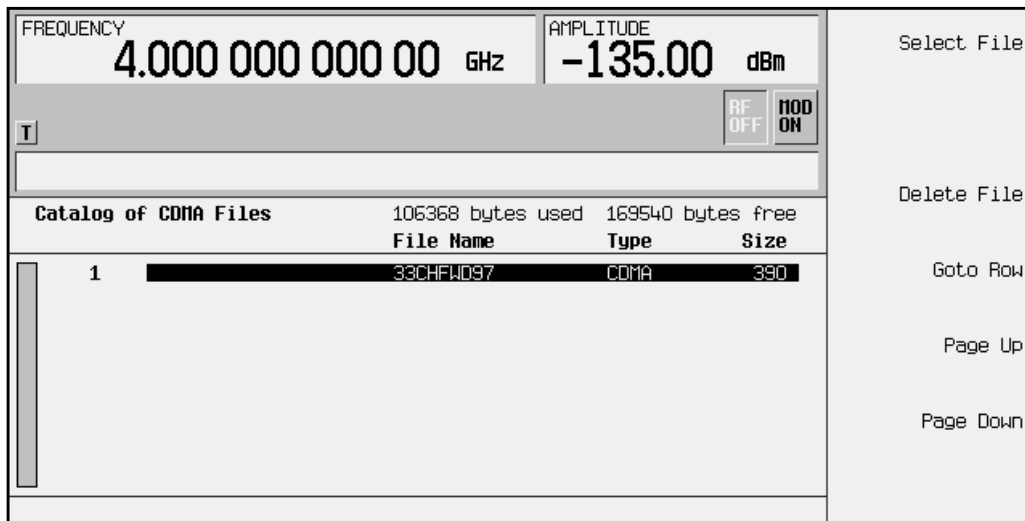 FREQUENCY
4.000 000 000 00 GHz
AMPLITUDE
-135.00 dBm
T
RF OFF
MOD ON
Catalog of CDMA Files 106368 bytes used 169540 bytes free
File Name Type Size
1 33CHFWD97 CDMA 390
Select File
Delete File
Goto Row
Page Up
Page Down